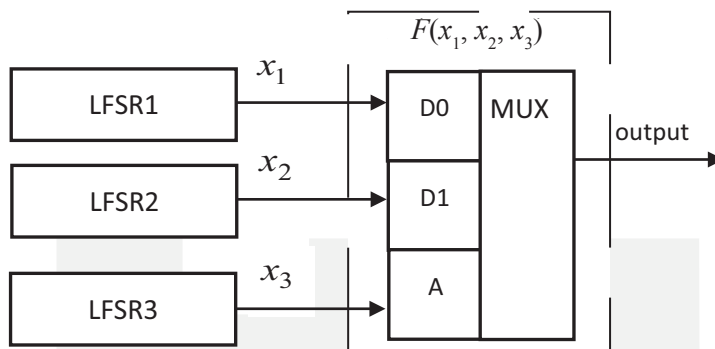 F(x₁, x₂, x₃)
x₁
LFSR1
D0
MUX
output
x₂
LFSR2
D1
x₃
LFSR3
A